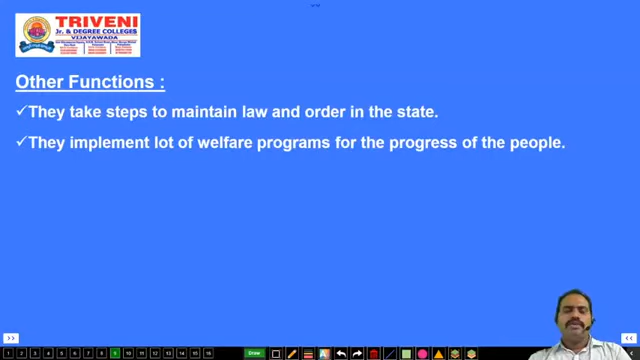 TRIVENI
Jr. & DEGREE COLLEGES
VIJAYAWADA
Other Functions :
✓They take steps to maintain law and order in the state.
✓They implement lot of welfare programs for the progress of the people.
>> 1 2 3 4 5 6 7 8 9 10 11 12 13 14 15 16 Draw A <<